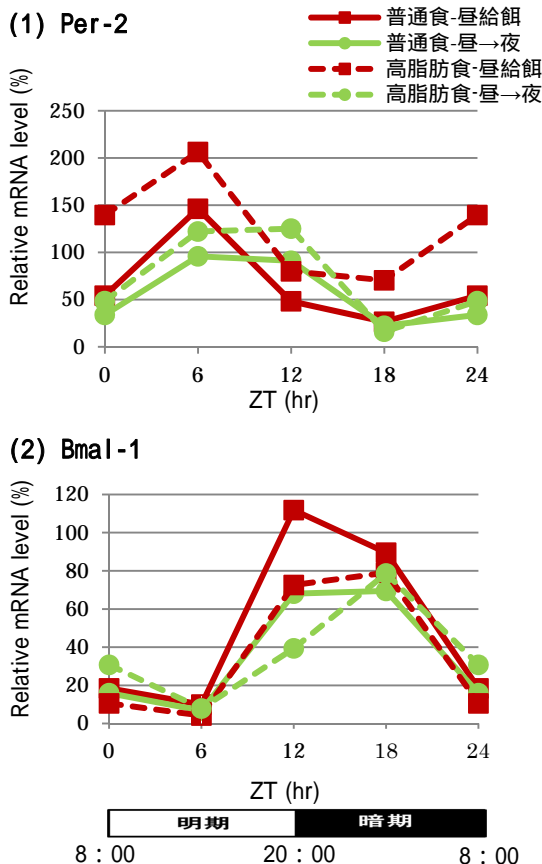 (1) Per-2
普通食-昼給餌
普通食-昼→夜
高脂肪食-昼給餌
高脂肪食-昼→夜
Relative mRNA level (%)
250
200
150
100
50
0
0 6 12 18 24
ZT (hr)
(2) Bmal-1
Relative mRNA level (%)
120
100
80
60
40
20
0
0 6 12 18 24
ZT (hr)
明期 暗期
8：00 20：00 8：00